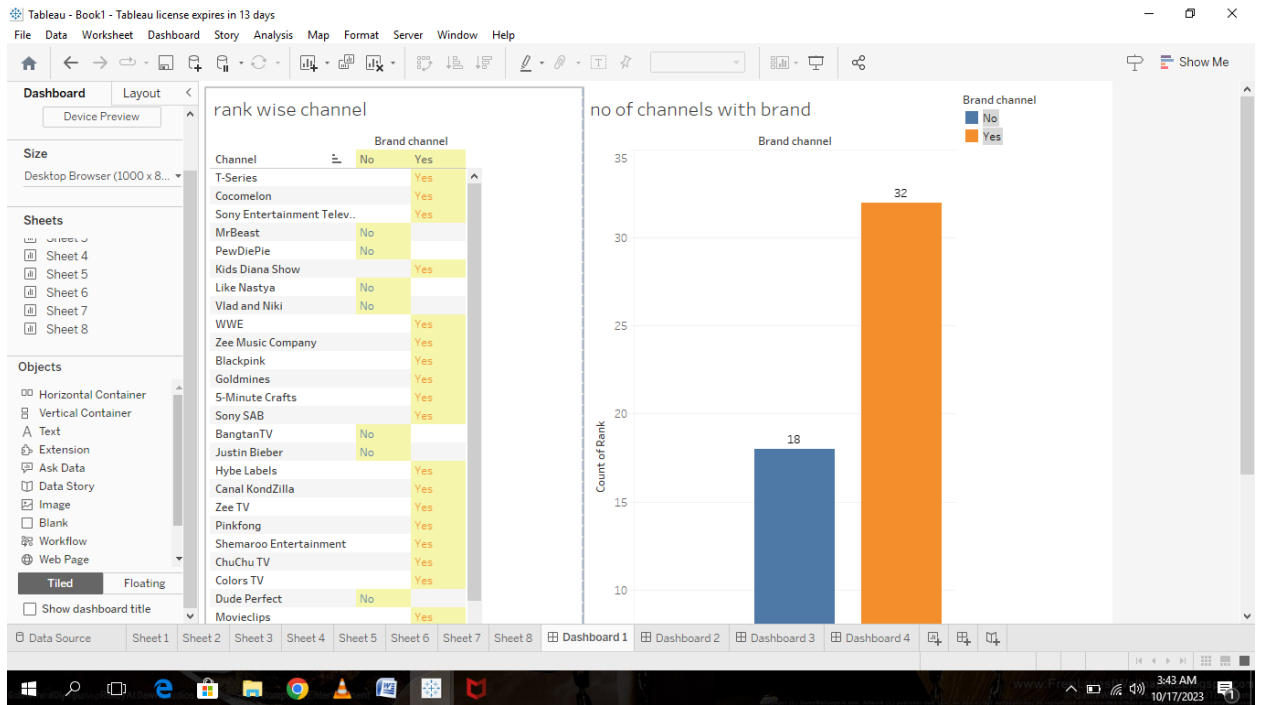 Tableau - Book1 - Tableau license expires in 13 days
File Data Worksheet Dashboard Story Analysis Map Format Server Window Help
Show Me
Dashboard Layout
Device Preview
Size
Desktop Browser (1000 x 8...
Sheets
Sheet 4
Sheet 5
Sheet 6
Sheet 7
Sheet 8
Objects
Horizontal Container
Vertical Container
Text
Extension
Ask Data
Data Story
Image
Blank
Workflow
Web Page
Tiled Floating
Show dashboard title
rank wise channel
Brand channel
Channel No Yes
T-Series Yes
Cocomelon Yes
Sony Entertainment Telev.. Yes
MrBeast No
PewDiePie No
Kids Diana Show Yes
Like Nastya No
Vlad and Niki No
WWE Yes
Zee Music Company Yes
Blackpink Yes
Goldmines Yes
5-Minute Crafts Yes
Sony SAB Yes
BangtanTV No
Justin Bieber No
Hybe Labels Yes
Canal KondZilla Yes
Zee TV Yes
Pinkfong Yes
Shemaroo Entertainment Yes
ChuChu TV Yes
Colors TV Yes
Dude Perfect No
Movieclips Yes
no of channels with brand
Brand channel
35
30
25
20
15
10
Count of Rank
18
32
Brand channel
No
Yes
Data Source Sheet 1 Sheet 2 Sheet 3 Sheet 4 Sheet 5 Sheet 6 Sheet 7 Sheet 8 Dashboard 1 Dashboard 2 Dashboard 3 Dashboard 4
3:43 AM
10/17/2023
1